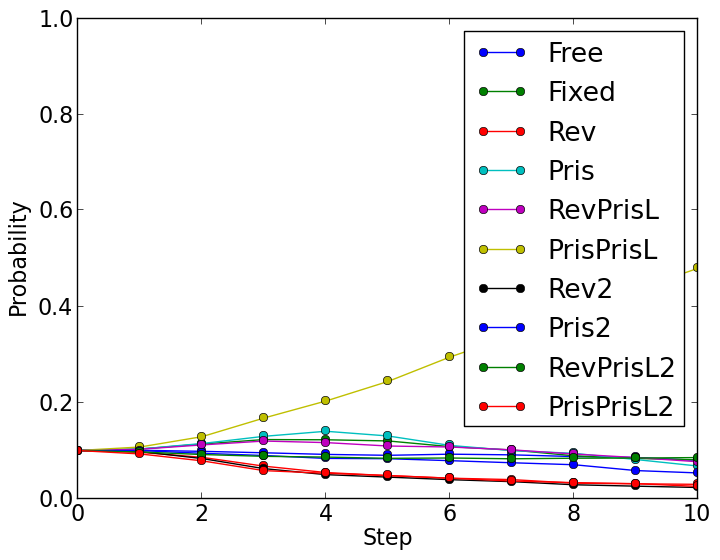 1.0
0.8
0.6
0.4
0.2
0.0
Probability
0 2 4 6 8 10
Step
Free
Fixed
Rev
Pris
RevPrisL
PrisPrisL
Rev2
Pris2
RevPrisL2
PrisPrisL2